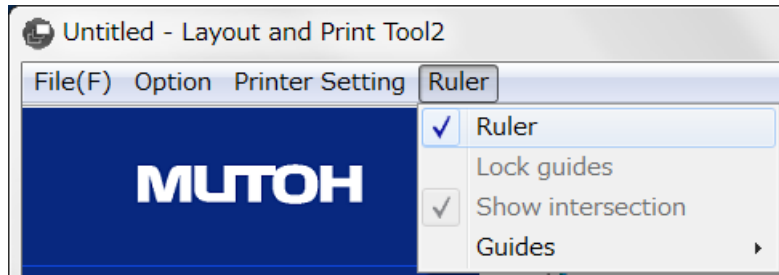 Untitled - Layout and Print Tool2
File(F) Option Printer Setting Ruler
MUTOH
Ruler
Lock guides
Show intersection
Guides